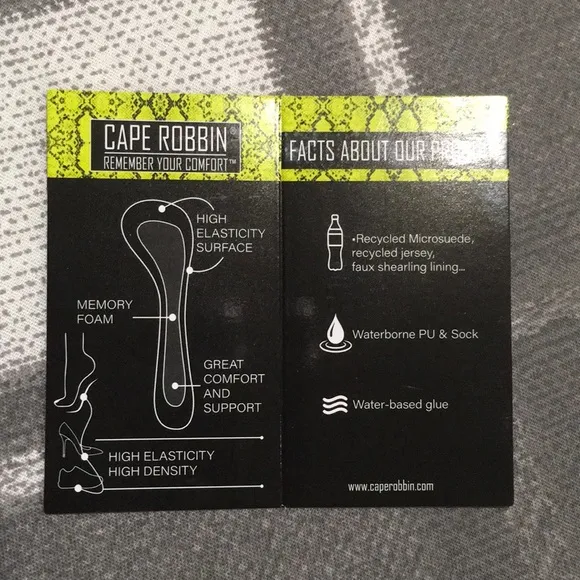 CAPE ROBBIN®
REMEMBER YOUR COMFORT™
HIGH
ELASTICITY
SURFACE
MEMORY
FOAM
GREAT
COMFORT
AND
SUPPORT
HIGH ELASTICITY
HIGH DENSITY
FACTS ABOUT OUR
•Recycled Microsuede,
recycled jersey,
faux shearling lining...
Waterborne PU & Sock
Water-based glue
www.caperobbin.com